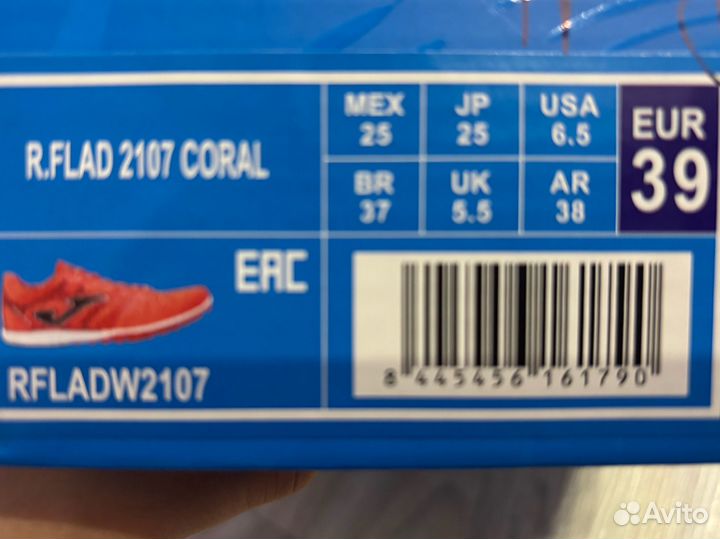 R.FLAD 2107 CORAL
MEX 25
JP 25
USA 6.5
EUR 39
BR 37
UK 5.5
AR 38
EAC
RFLADW2107
8 445456 161790
Avito